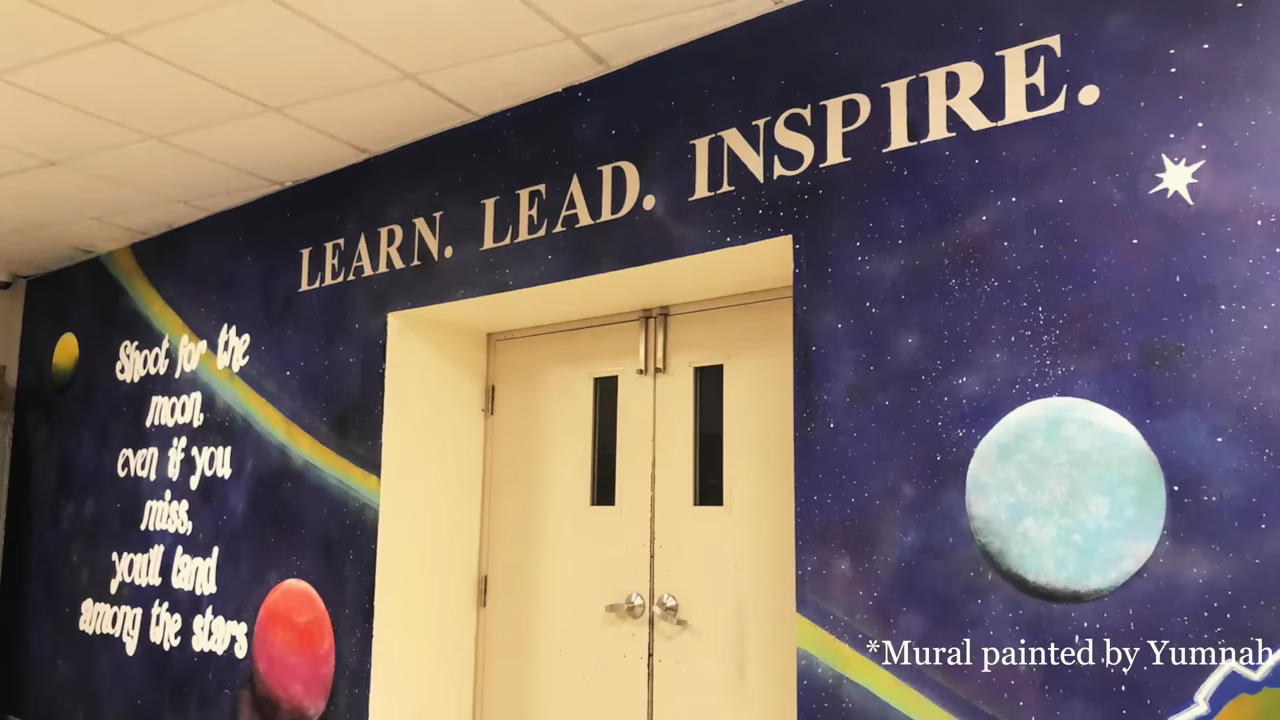 LEARN. LEAD. INSPIRE.
Shoot for the
moon,
even if you
miss,
you'll land
among the stars
*Mural painted by Yumnah